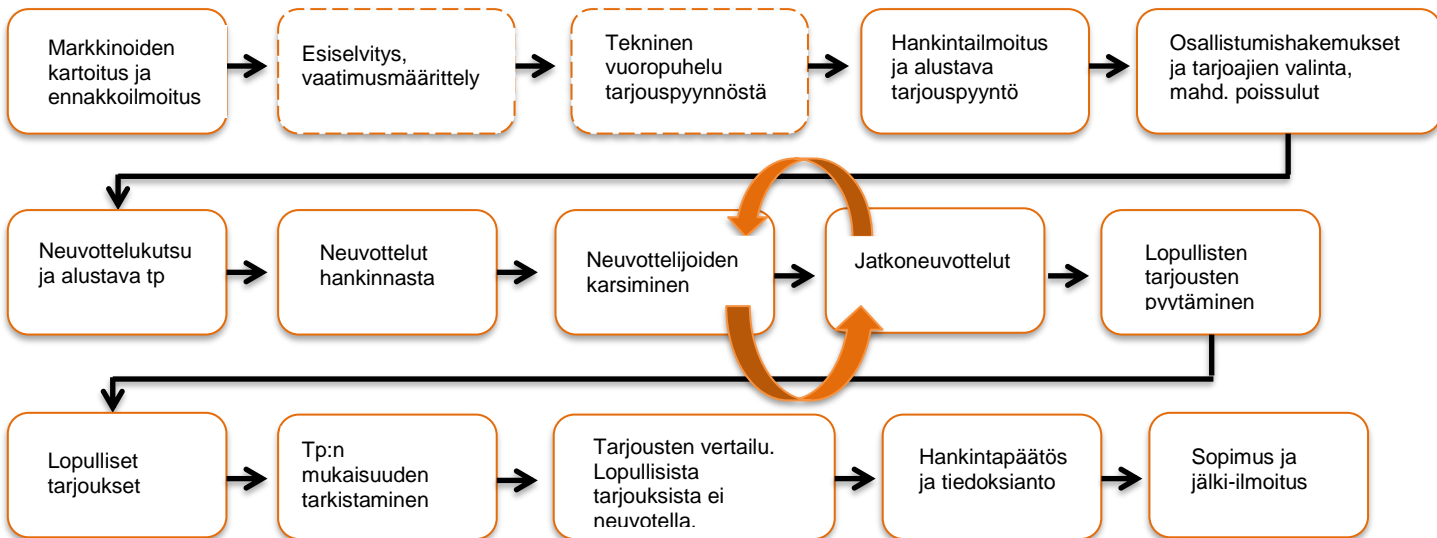 Markkinoiden
kartoitus ja
ennakkoilmoitus
Esiselvitys,
vaatimusmäärittely
Tekninen
vuoropuhelu
tarjouspyynnöstä
Hankintailmoitus
ja alustava
tarjouspyyntö
Osallistumishakemukset
ja tarjoajien valinta,
mahd. poissulut
Neuvottelukutsu
ja alustava tp
Neuvottelut
hankinnasta
Neuvottelijoiden
karsiminen
Jatkoneuvottelut
Lopullisten
tarjousten
pyytäminen
Lopulliset
tarjoukset
Tp:n
mukaisuuden
tarkistaminen
Tarjousten vertailu.
Lopullisista
tarjouksista ei
neuvotella.
Hankintapäätös
ja tiedoksianto
Sopimus ja
jälki-ilmoitus